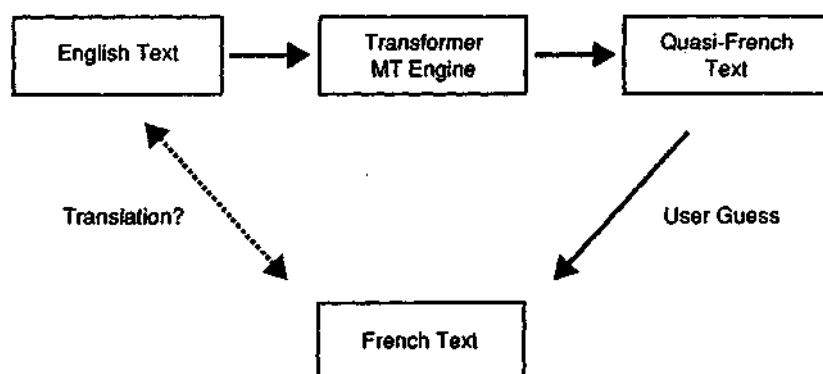 English Text
Transformer
MT Engine
Quasi-French
Text
Translation?
User Guess
French Text